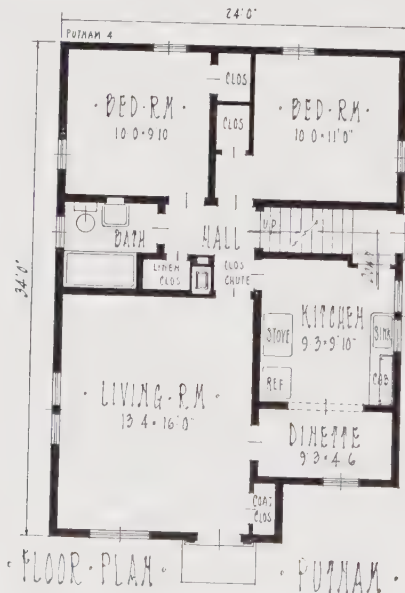 24'0"
PUTNAM 4
CLOS
BED-RM
10 0 × 9 10
CLOS
BED-RM
10 0 × 11'0"
34'0"
BATH
HALL
UP
LINEN
CLOS
CLOS
CHUTE
KITCHEN
9'3 × 9'10"
STOVE
SINK
REF
CAB
LIVING-RM
13'4 × 16'0"
DINETTE
9'3 × 4'6
COAT
CLOS
·FLOOR·PLAN·
·PUTNAM·